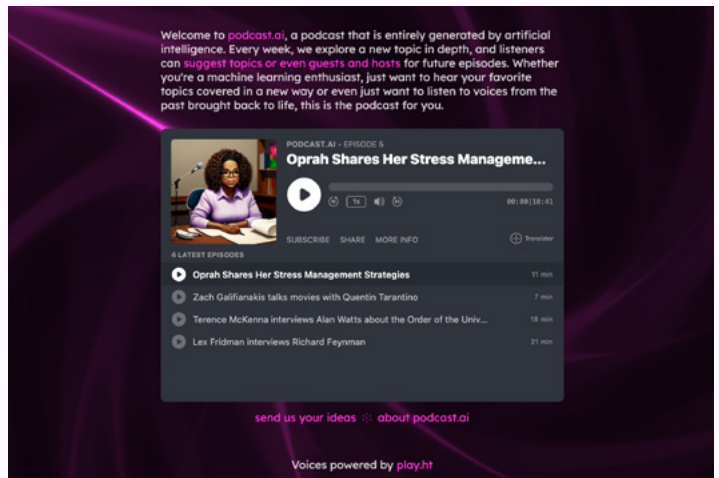 Welcome to podcast.ai, a podcast that is entirely generated by artificial
intelligence. Every week, we explore a new topic in depth, and listeners
can suggest topics or even guests and hosts for future episodes. Whether
you're a machine learning enthusiast, just want to hear your favorite
topics covered in a new way or even just want to listen to voices from the
past brought back to life, this is the podcast for you.
PODCAST.AI • EPISODE 5
Oprah Shares Her Stress Manageme...
1x
00:00|10:41
SUBSCRIBE SHARE MORE INFO
Transistor
4 LATEST EPISODES
Oprah Shares Her Stress Management Strategies 11 min
Zach Galifianakis talks movies with Quentin Tarantino 7 min
Terence McKenna interviews Alan Watts about the Order of the Univ... 18 min
Lex Fridman interviews Richard Feynman 21 min
send us your ideas about podcast.ai
Voices powered by play.ht